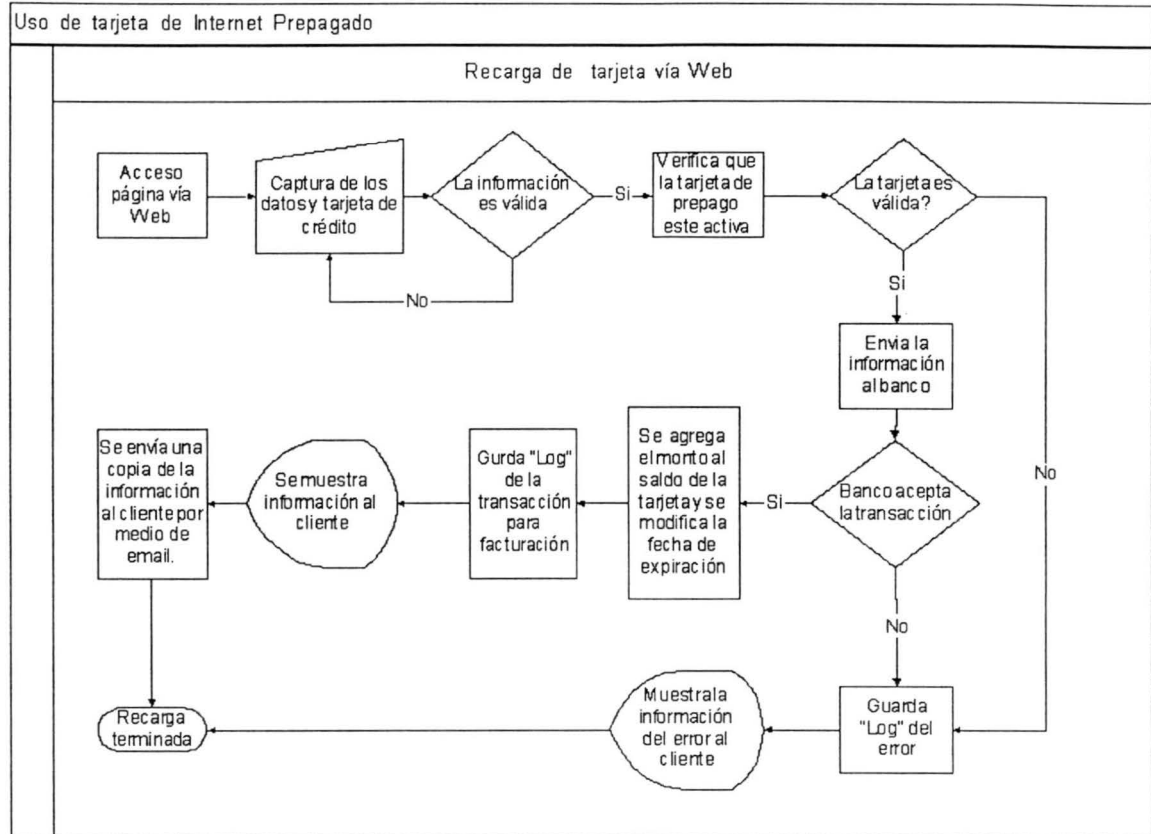 Uso de tarjeta de Internet Prepagado
Recarga de tarjeta vía Web
Acceso
página vía
Web
Captura de los
datos y tarjeta de
crédito
La información
es válida
Si
No
Verifica que
la tarjeta de
prepago
este activa
La tarjeta es
válida?
Si
No
Envia la
información
al banco
Banco acepta
la transacción
Si
No
Se agrega
el monto al
saldo de la
tarjeta y se
modifica la
fecha de
expiración
Gurda "Log"
de la
transacción
para
facturación
Se muestra
información al
cliente
Se envía una
copia de la
información
al cliente por
medio de
email.
Guarda
"Log" del
error
Muestra la
información
del error al
cliente
Recarga
terminada